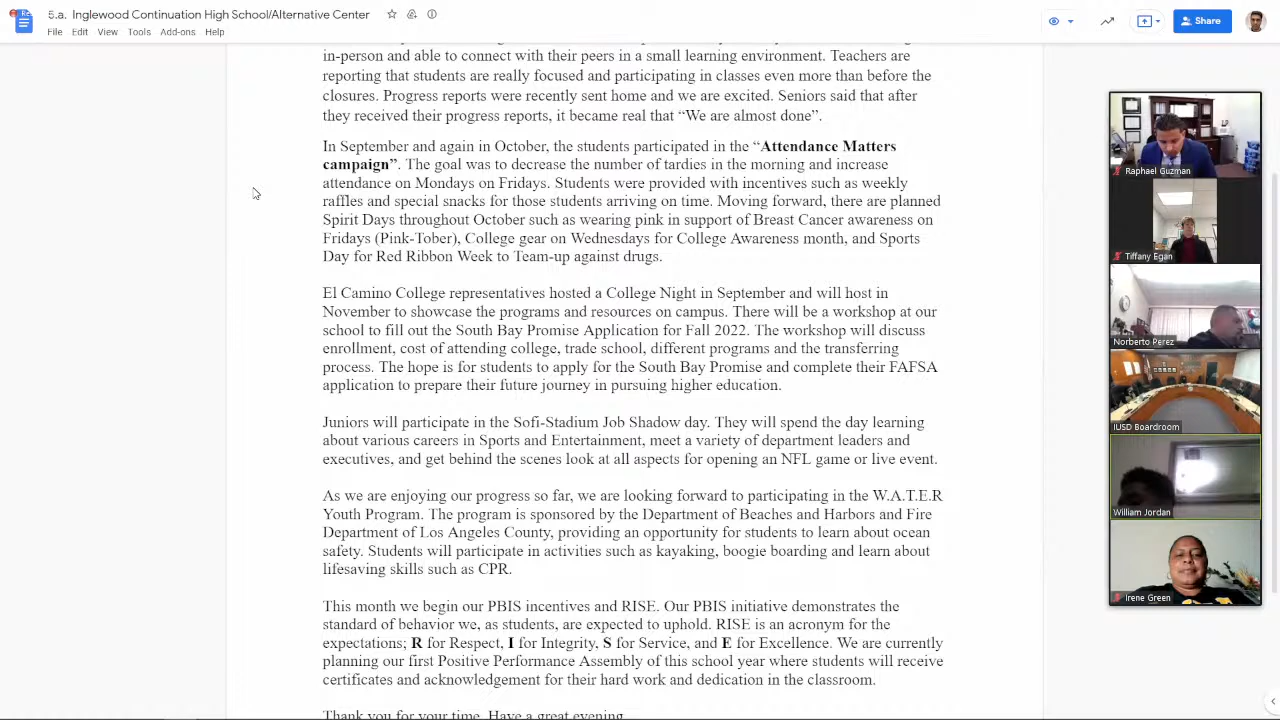 5.a. Inglewood Continuation High School/Alternative Center
File Edit View Tools Add-ons Help
Share
in-person and able to connect with their peers in a small learning environment. Teachers are
reporting that students are really focused and participating in classes even more than before the
closures. Progress reports were recently sent home and we are excited. Seniors said that after
they received their progress reports, it became real that “We are almost done”.
In September and again in October, the students participated in the “Attendance Matters
campaign”. The goal was to decrease the number of tardies in the morning and increase
attendance on Mondays on Fridays. Students were provided with incentives such as weekly
raffles and special snacks for those students arriving on time. Moving forward, there are planned
Spirit Days throughout October such as wearing pink in support of Breast Cancer awareness on
Fridays (Pink-Tober), College gear on Wednesdays for College Awareness month, and Sports
Day for Red Ribbon Week to Team-up against drugs.
El Camino College representatives hosted a College Night in September and will host in
November to showcase the programs and resources on campus. There will be a workshop at our
school to fill out the South Bay Promise Application for Fall 2022. The workshop will discuss
enrollment, cost of attending college, trade school, different programs and the transferring
process. The hope is for students to apply for the South Bay Promise and complete their FAFSA
application to prepare their future journey in pursuing higher education.
Juniors will participate in the Sofi-Stadium Job Shadow day. They will spend the day learning
about various careers in Sports and Entertainment, meet a variety of department leaders and
executives, and get behind the scenes look at all aspects for opening an NFL game or live event.
As we are enjoying our progress so far, we are looking forward to participating in the W.A.T.E.R
Youth Program. The program is sponsored by the Department of Beaches and Harbors and Fire
Department of Los Angeles County, providing an opportunity for students to learn about ocean
safety. Students will participate in activities such as kayaking, boogie boarding and learn about
lifesaving skills such as CPR.
This month we begin our PBIS incentives and RISE. Our PBIS initiative demonstrates the
standard of behavior we, as students, are expected to uphold. RISE is an acronym for the
expectations; R for Respect, I for Integrity, S for Service, and E for Excellence. We are currently
planning our first Positive Performance Assembly of this school year where students will receive
certificates and acknowledgement for their hard work and dedication in the classroom.
Thank you for your time. Have a great evening.
Raphael Guzman
Tiffany Egan
Norberto Perez
IUSD Boardroom
William Jordan
Irene Green